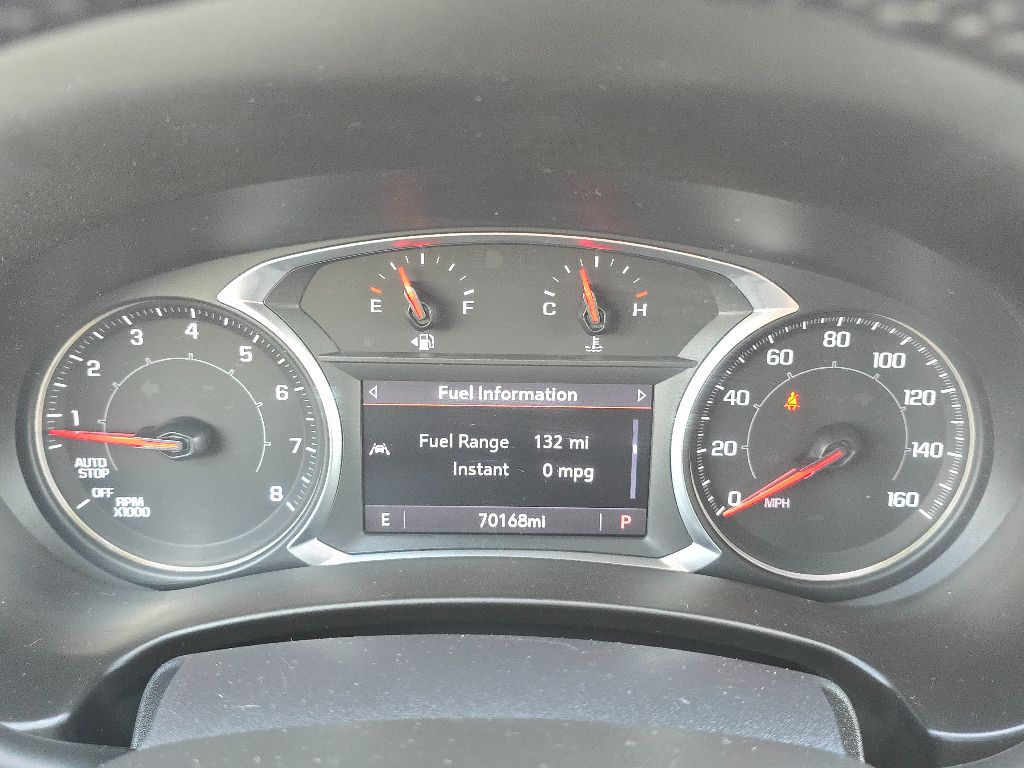 E F
C H
1 2 3 4 5 6 7 8
AUTO
STOP
OFF
RPM
X1000
Fuel Information
Fuel Range 132 mi
Instant 0 mpg
E 70168mi P
0 20 40 60 80 100 120 140 160
MPH